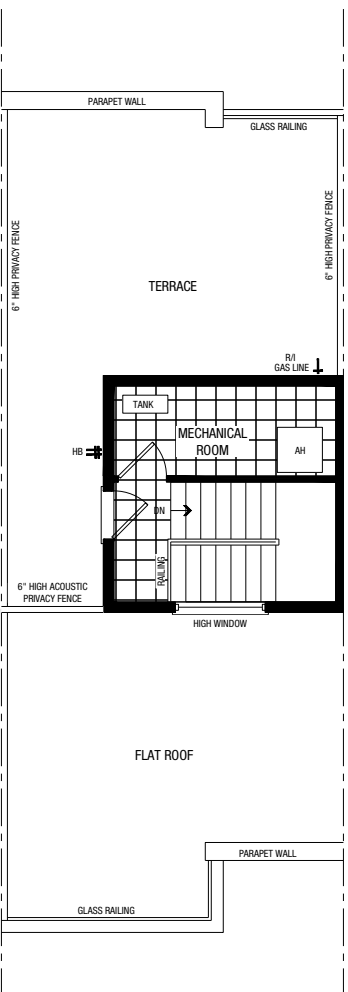 PARAPET WALL
GLASS RAILING
6" HIGH PRIVACY FENCE
6" HIGH PRIVACY FENCE
TERRACE
R/I
GAS LINE
TANK
MECHANICAL
ROOM
AH
HB
DN
RAILING
6" HIGH ACOUSTIC
PRIVACY FENCE
HIGH WINDOW
FLAT ROOF
PARAPET WALL
GLASS RAILING